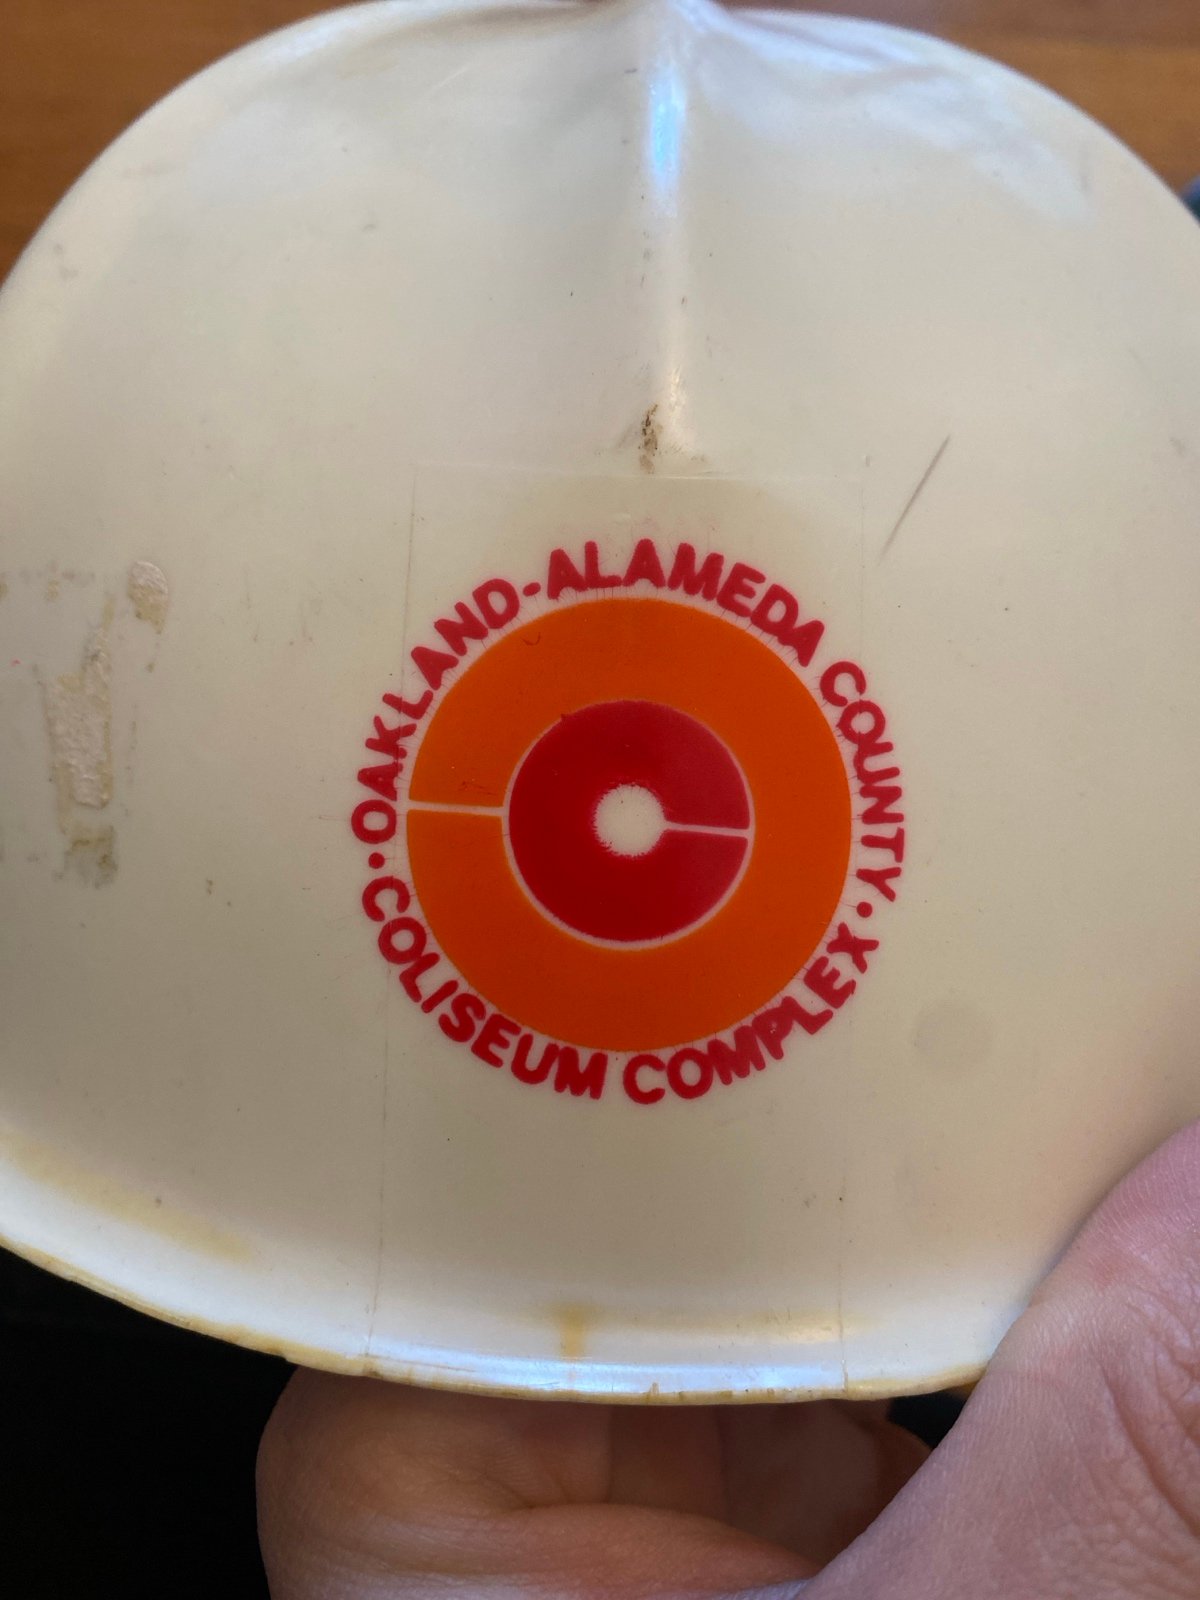 OAKLAND-ALAMEDA COUNTY
• COLISEUM COMPLEX •